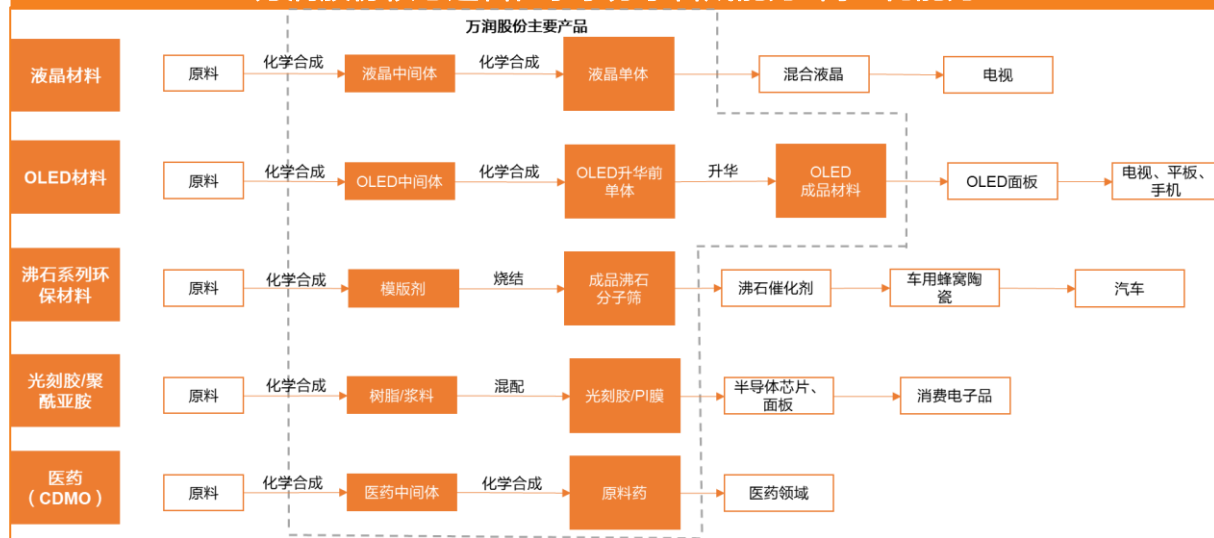 万润股份主要产品
液晶材料
原料
化学合成
液晶中间体
化学合成
液晶单体
混合液晶
电视
OLED材料
原料
化学合成
OLED中间体
化学合成
OLED升华前
单体
升华
OLED
成品材料
OLED面板
电视、平板、
手机
沸石系列环
保材料
原料
化学合成
模版剂
烧结
成品沸石
分子筛
沸石催化剂
车用蜂窝陶
瓷
汽车
光刻胶/聚
酰亚胺
原料
化学合成
树脂/浆料
混配
光刻胶/PI膜
半导体芯片、
面板
消费电子品
医药
（CDMO）
原料
化学合成
医药中间体
化学合成
原料药
医药领域